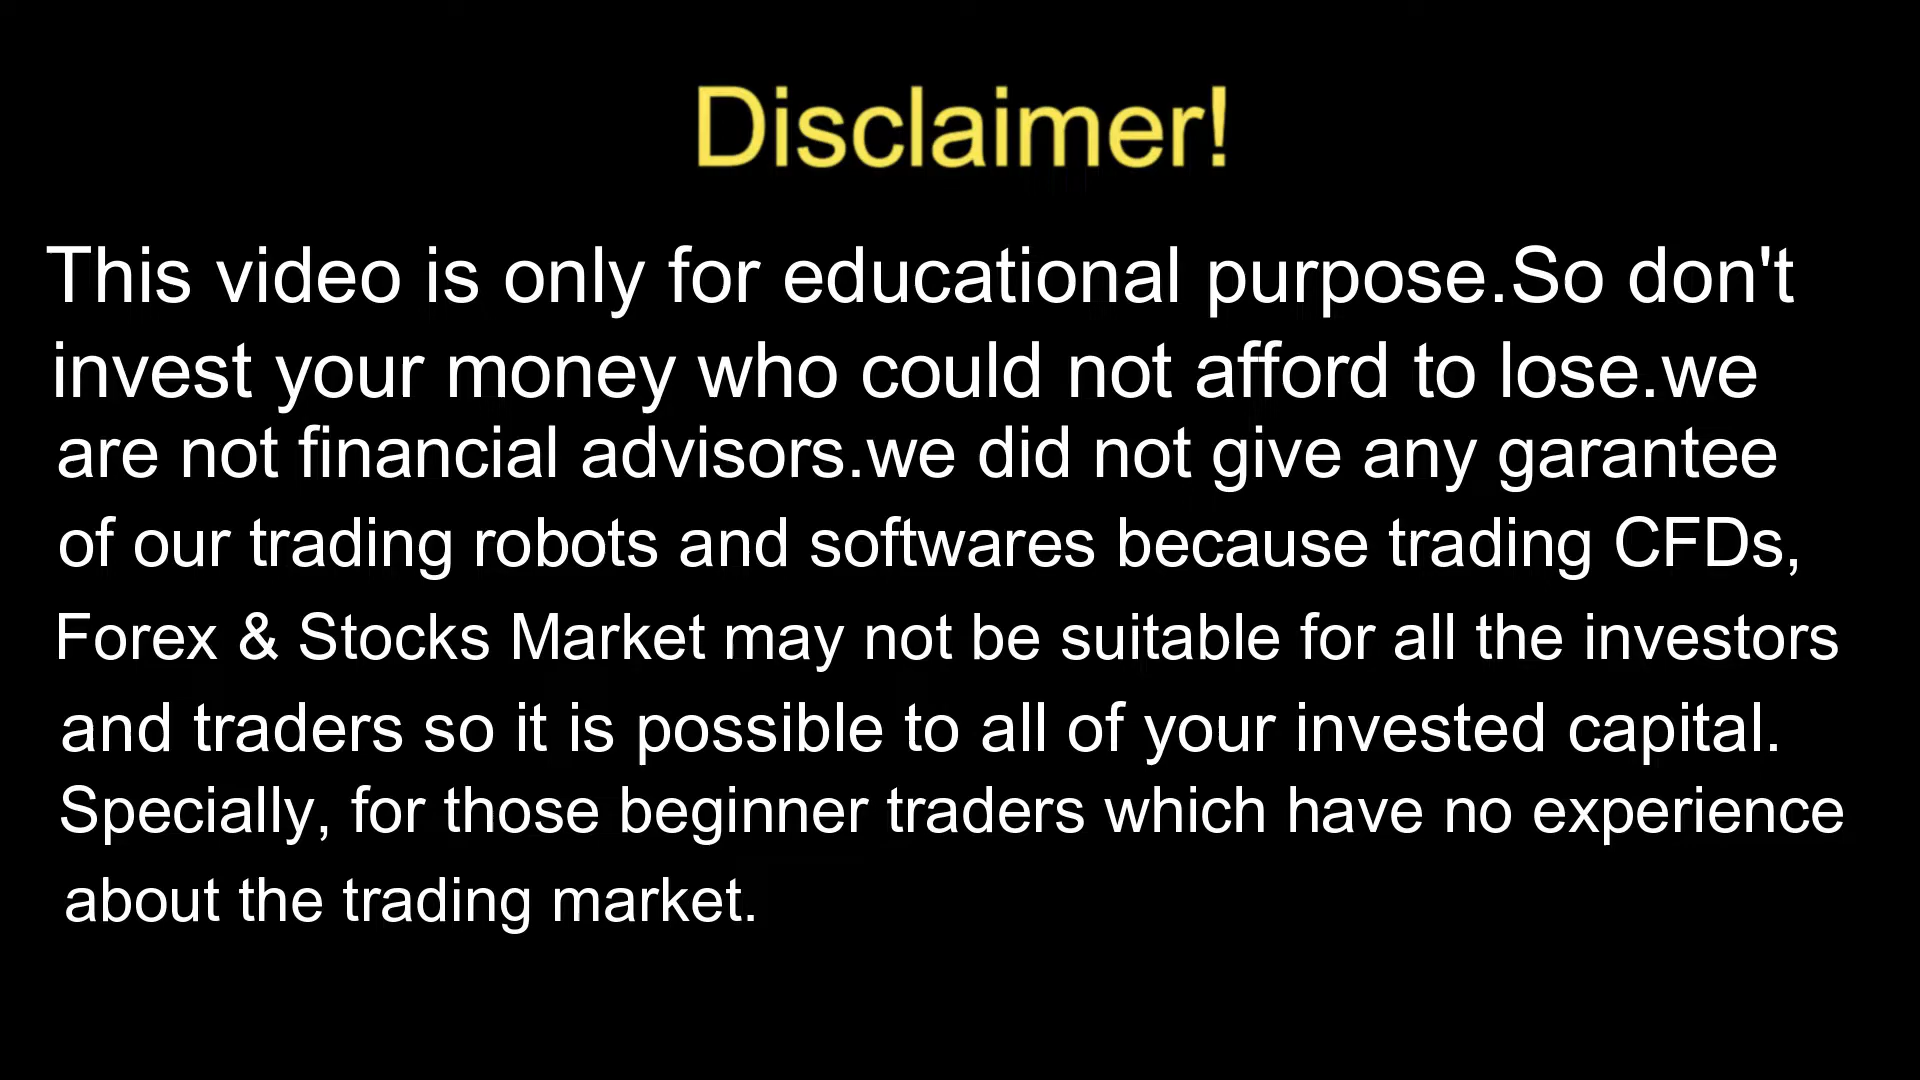 Disclaimer!
This video is only for educational purpose.So don't
invest your money who could not afford to lose.we
are not financial advisors.we did not give any garantee
of our trading robots and softwares because trading CFDs,
Forex & Stocks Market may not be suitable for all the investors
and traders so it is possible to all of your invested capital.
Specially, for those beginner traders which have no experience
about the trading market.